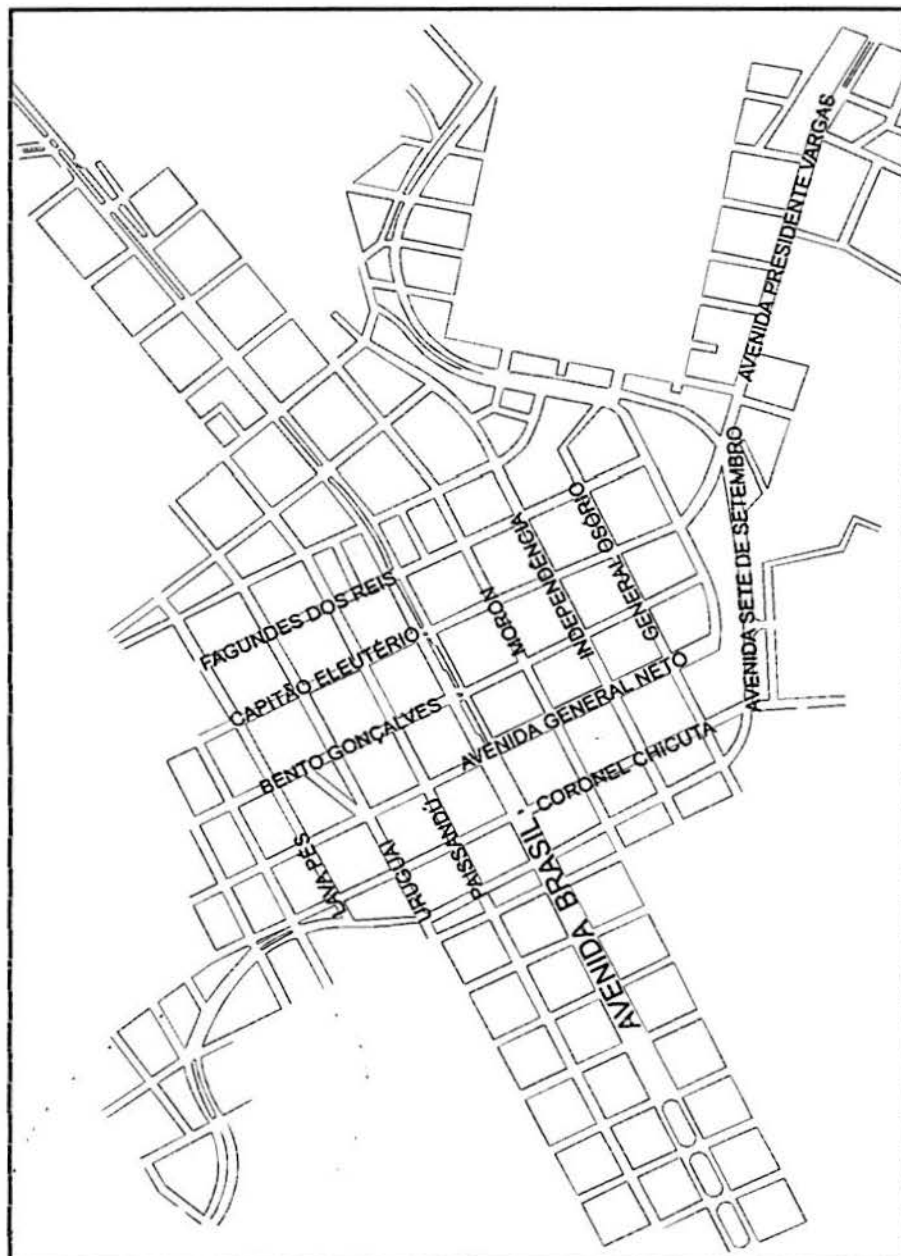 AVENIDA PRESIDENTE VARGAS
AVENIDA SETE DE SETEMBRO
GENERAL OSÓRIO
INDEPENDÊNCIA
MORON
FAGUNDES DOS REIS
CAPITÃO ELEUTÉRIO
BENTO GONÇALVES
AVENIDA GENERAL NETO
CORONEL CHICUTA
AVENIDA BRASIL
PAISSANDÚ
URUGUAI
LAVA PÉS